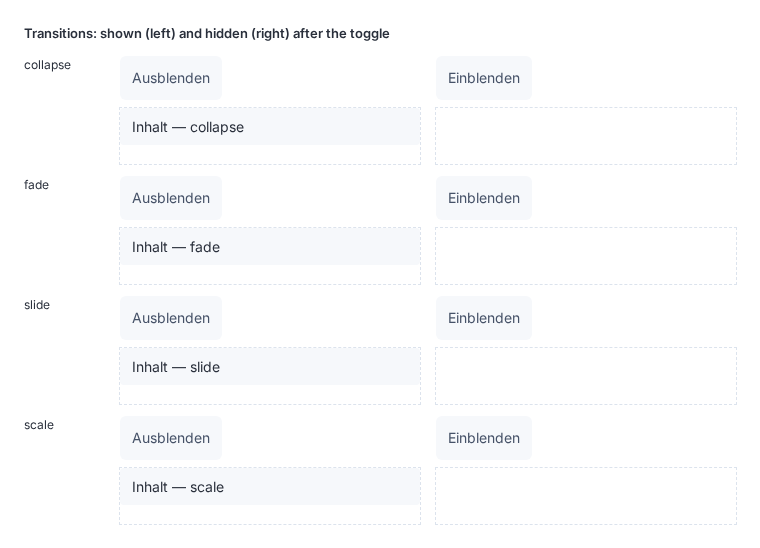 Transitions: shown (left) and hidden (right) after the toggle
collapse
Ausblenden
Einblenden
Inhalt — collapse
fade
Ausblenden
Einblenden
Inhalt — fade
slide
Ausblenden
Einblenden
Inhalt — slide
scale
Ausblenden
Einblenden
Inhalt — scale